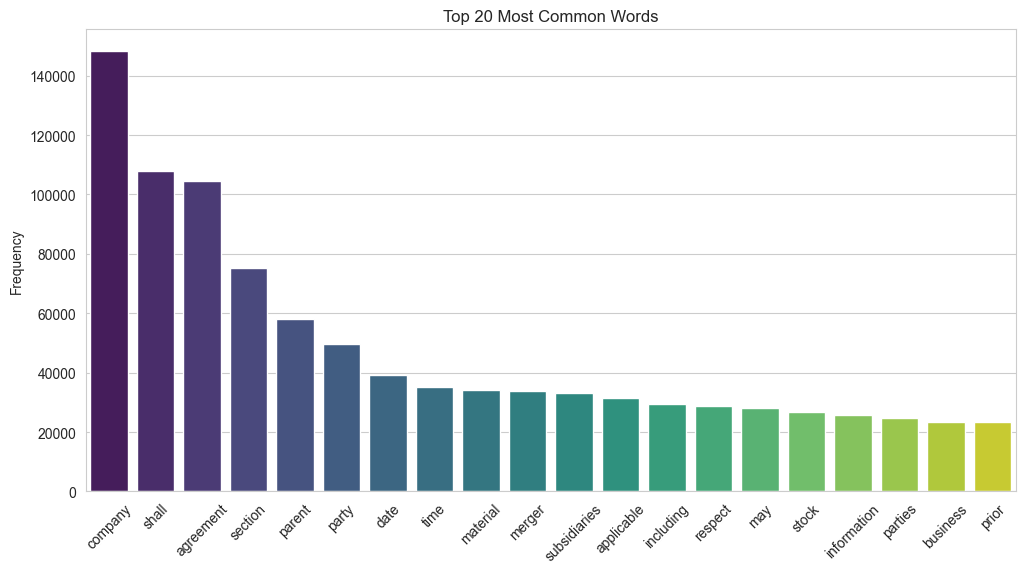 Top 20 Most Common Words
Frequency
140000
120000
100000
80000
60000
40000
20000
0
company
shall
agreement
section
parent
party
date
time
material
merger
subsidiaries
applicable
including
respect
may
stock
information
parties
business
prior